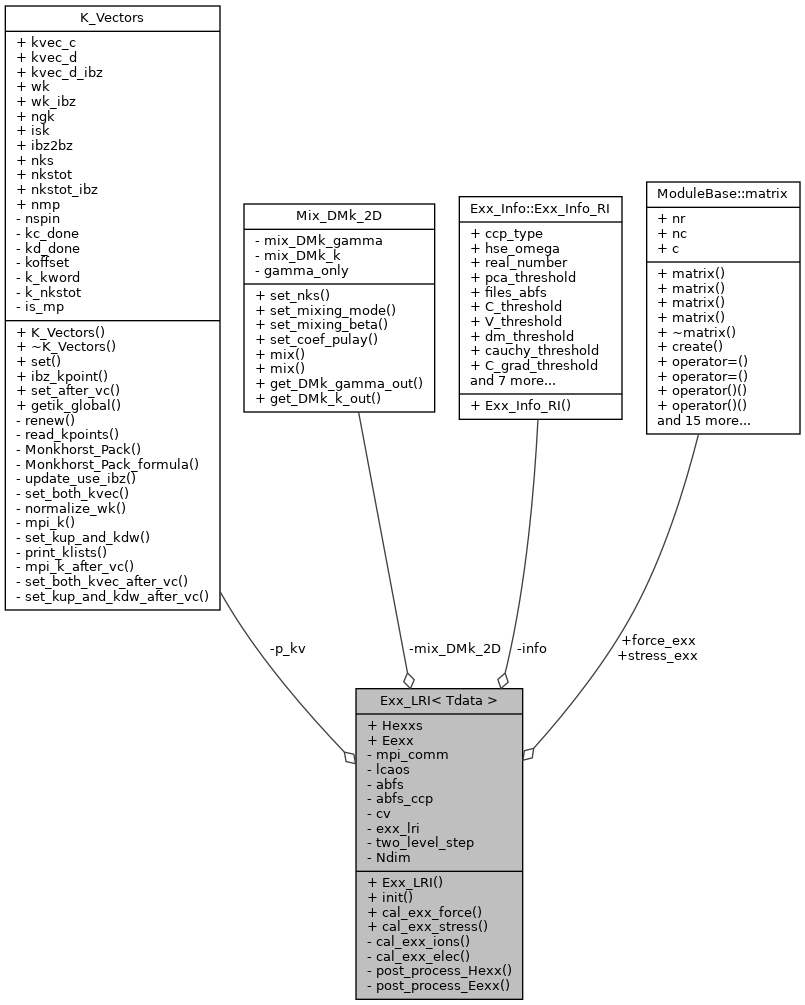 K_Vectors
+ kvec_c
+ kvec_d
+ kvec_d_ibz
+ wk
+ wk_ibz
+ ngk
+ isk
+ ibz2bz
+ nks
+ nkstot
+ nkstot_ibz
+ nmp
- nspin
- kc_done
- kd_done
- koffset
- k_kword
- k_nkstot
- is_mp
+ K_Vectors()
+ ~K_Vectors()
+ set()
+ ibz_kpoint()
+ set_after_vc()
+ getik_global()
- renew()
- read_kpoints()
- Monkhorst_Pack()
- Monkhorst_Pack_formula()
- update_use_ibz()
- set_both_kvec()
- normalize_wk()
- mpi_k()
- set_kup_and_kdw()
- print_klists()
- mpi_k_after_vc()
- set_both_kvec_after_vc()
- set_kup_and_kdw_after_vc()
Mix_DMk_2D
- mix_DMk_gamma
- mix_DMk_k
- gamma_only
+ set_nks()
+ set_mixing_mode()
+ set_mixing_beta()
+ set_coef_pulay()
+ mix()
+ mix()
+ get_DMk_gamma_out()
+ get_DMk_k_out()
Exx_Info::Exx_Info_RI
+ ccp_type
+ hse_omega
+ real_number
+ pca_threshold
+ files_abfs
+ C_threshold
+ V_threshold
+ dm_threshold
+ cauchy_threshold
+ C_grad_threshold
and 7 more...
+ Exx_Info_RI()
ModuleBase::matrix
+ nr
+ nc
+ c
+ matrix()
+ matrix()
+ matrix()
+ matrix()
+ ~matrix()
+ create()
+ operator=()
+ operator=()
+ operator()()
+ operator()()
and 15 more...
-p_kv
-mix_DMk_2D
-info
+force_exx
+stress_exx
Exx_LRI< Tdata >
+ Hexxs
+ Eexx
- mpi_comm
- lcaos
- abfs
- abfs_ccp
- cv
- exx_lri
- two_level_step
- Ndim
+ Exx_LRI()
+ init()
+ cal_exx_force()
+ cal_exx_stress()
- cal_exx_ions()
- cal_exx_elec()
- post_process_Hexx()
- post_process_Eexx()